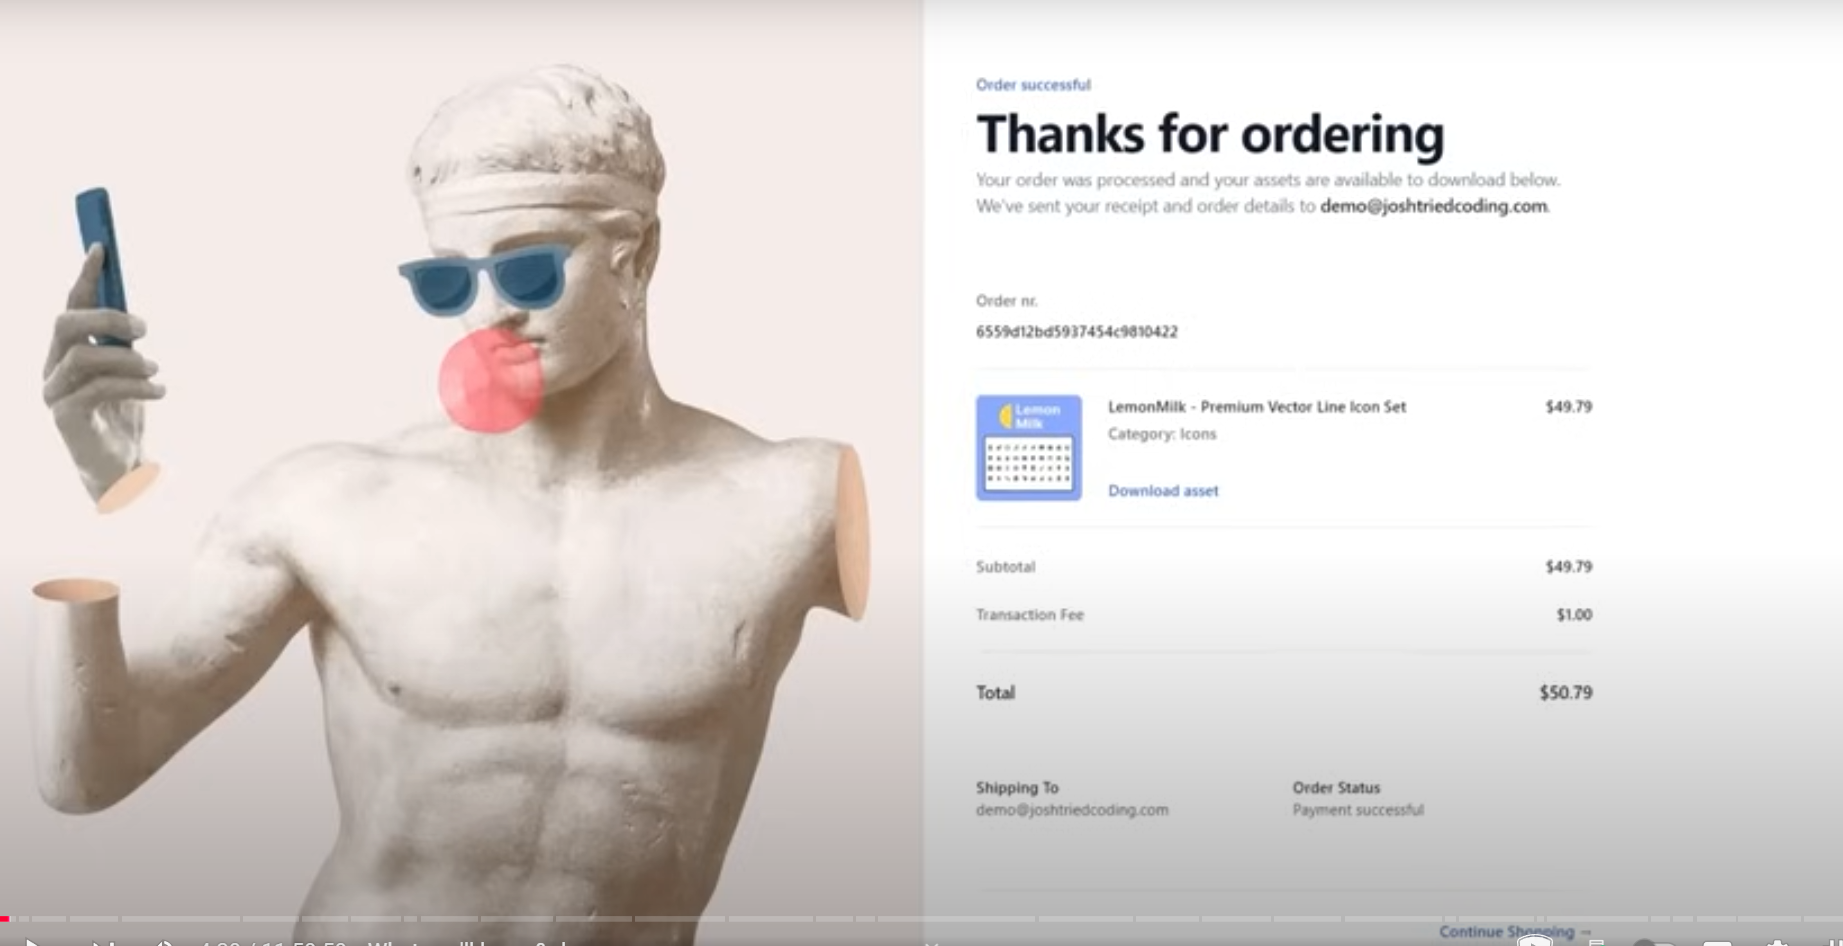 Order successful
Thanks for ordering
Your order was processed and your assets are available to download below.
We've sent your receipt and order details to demo@joshtriedcoding.com.
Order nr.
6559d12bd5937454c9810422
Lemon
Milk
LemonMilk - Premium Vector Line Icon Set $49.79
Category: Icons
Download asset
Subtotal $49.79
Transaction Fee $1.00
Total $50.79
Shipping To Order Status
demo@joshtriedcoding.com Payment successful
Continue Shopping →